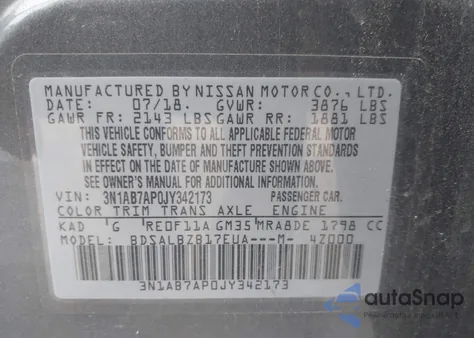 MANUFACTURED BY NISSAN MOTOR CO., LTD.
DATE: 07/18. GVWR: 3876 LBS
GAWR FR: 2143 LBS GAWR RR: 1881 LBS
THIS VEHICLE CONFORMS TO ALL APPLICABLE FEDERAL MOTOR
VEHICLE SAFETY, BUMPER AND THEFT PREVENTION STANDARDS
IN EFFECT ON THE DATE OF MANUFACTURE SHOWN ABOVE.
SEE OWNER'S MANUAL FOR ADDITIONAL INFORMATION.
VIN: 3N1AB7AP0JY342173 PASSENGER CAR.
COLOR TRIM TRANS AXLE ENGINE
KAD G RE0F11A GM35 MRA8DE 1798 CC
MODEL: BDSALBZB17EUA---M- 4Z000
3N1AB7AP0JY342173
autoSnap